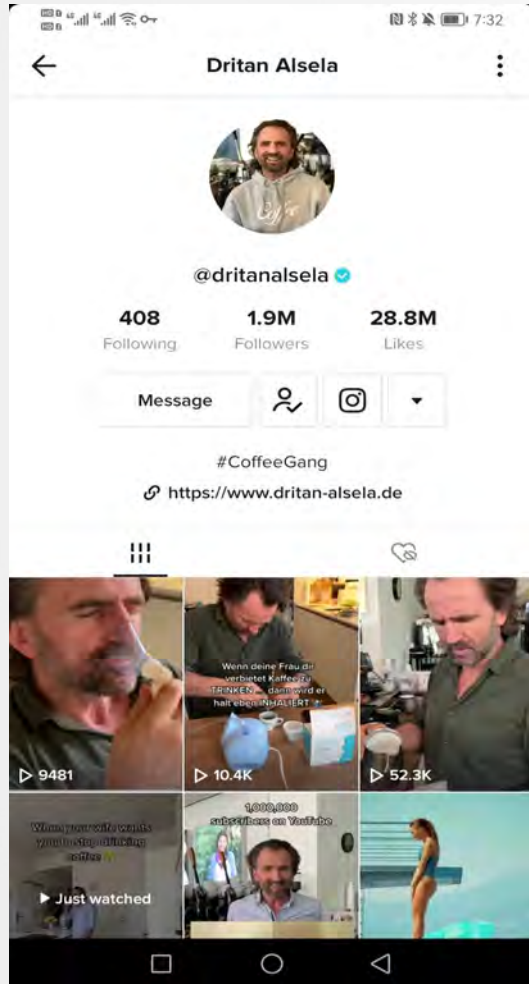 7:32
Dritan Alsela
Coffee
@dritanalsela
408
1.9M
28.8M
Following
Followers
Likes
Message
#CoffeeGang
https://www.dritan-alsela.de
Wenn deine Frau dir
verbietet Kaffee zu
TRINKEN ... dann wird er
halt eben INHALIERT
9481
10.4K
52.3K
When your wife wants
you to stop drinking
coffee
Just watched
1,000,000
subscribers on YouTube